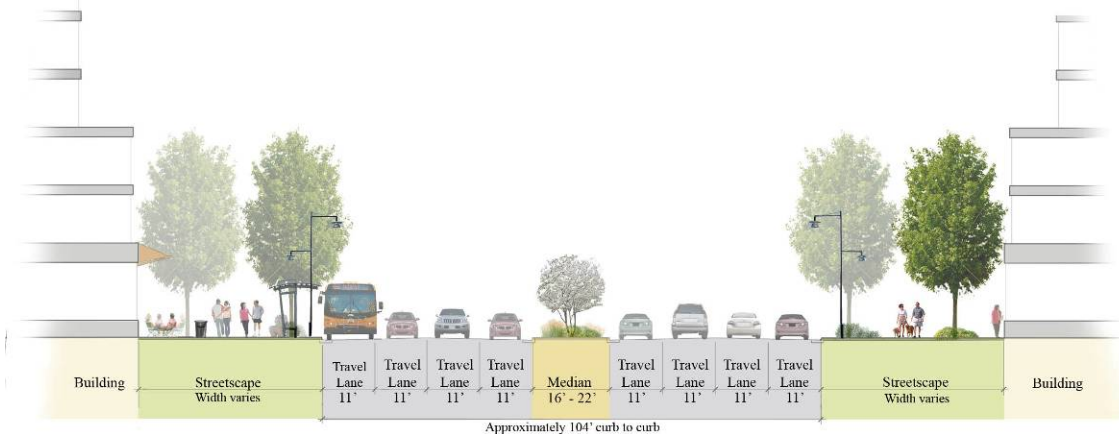 Building
Streetscape
Width varies
Travel
Lane
11'
Travel
Lane
11'
Travel
Lane
11'
Travel
Lane
11'
Median
16' - 22'
Travel
Lane
11'
Travel
Lane
11'
Travel
Lane
11'
Travel
Lane
11'
Streetscape
Width varies
Building
Approximately 104' curb to curb